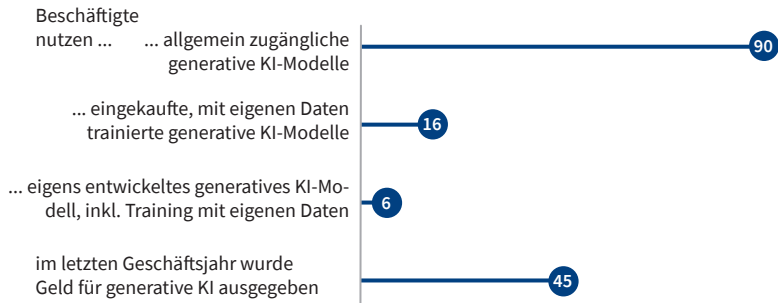 Beschäftigte
nutzen ... ... allgemein zugängliche
generative KI-Modelle
90
... eingekaufte, mit eigenen Daten
trainierte generative KI-Modelle
16
... eigens entwickeltes generatives KI-Mo-
dell, inkl. Training mit eigenen Daten
6
im letzten Geschäftsjahr wurde
Geld für generative KI ausgegeben
45